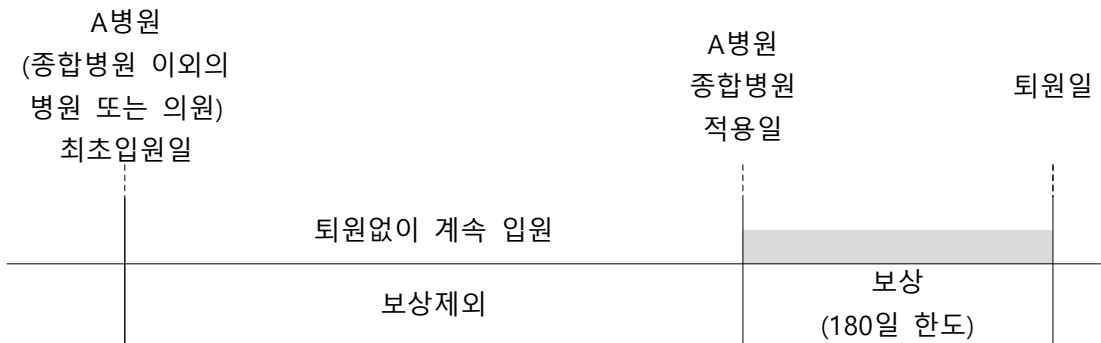 A병원
(종합병원 이외의
병원 또는 의원)
최초입원일
A병원
종합병원
적용일
퇴원일
퇴원없이 계속 입원
보상제외
보상
(180일 한도)